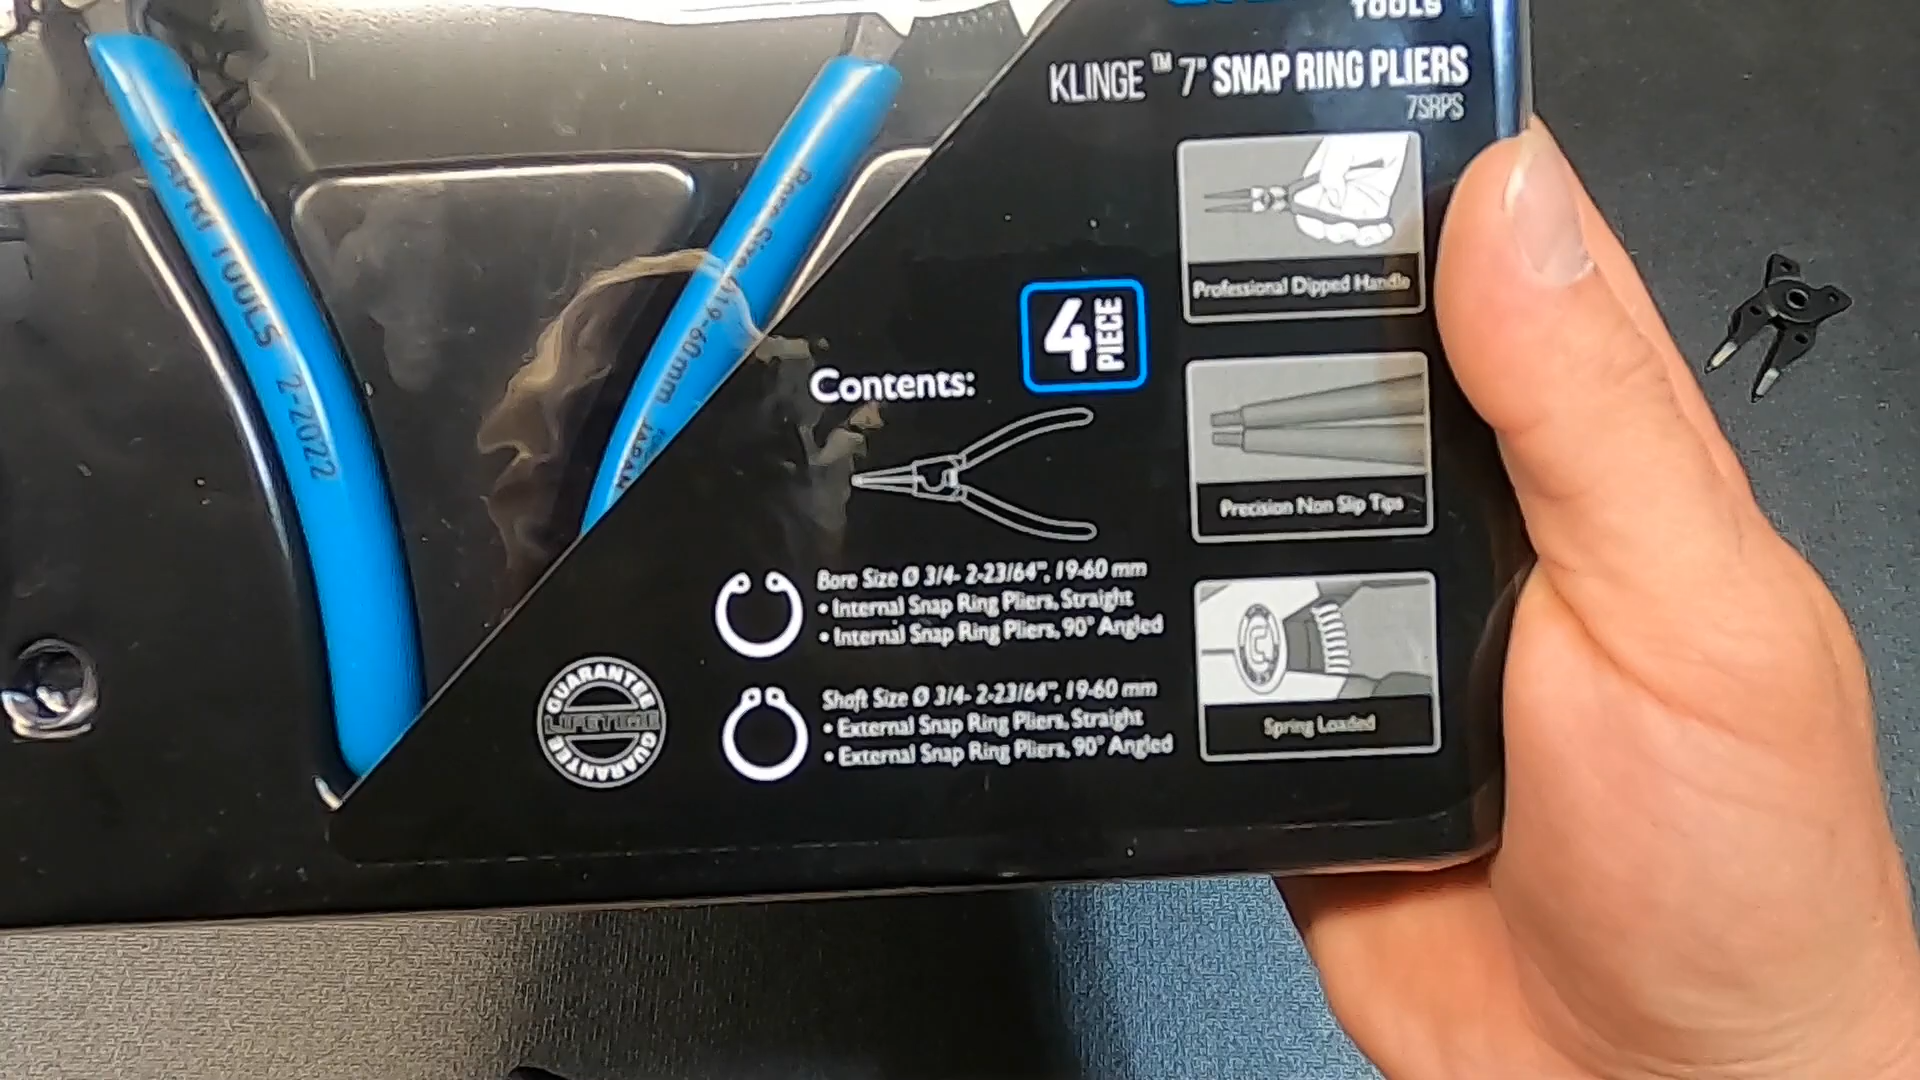 TOOLS
KLINGE™ 7" SNAP RING PLIERS
7SRPS
CAPRI TOOLS 2-2022
Bore Size: 19-60mm
JAPAN
Professional Dipped Handle
4 PIECE
Contents:
Precision Non Slip Tips
Bore Size Ø 3/4- 2-23/64", 19-60 mm
• Internal Snap Ring Pliers, Straight
• Internal Snap Ring Pliers, 90° Angled
GUARANTEE
LIFETIME
GUARANTEE
Shaft Size Ø 3/4- 2-23/64", 19-60 mm
• External Snap Ring Pliers, Straight
• External Snap Ring Pliers, 90° Angled
Spring Loaded